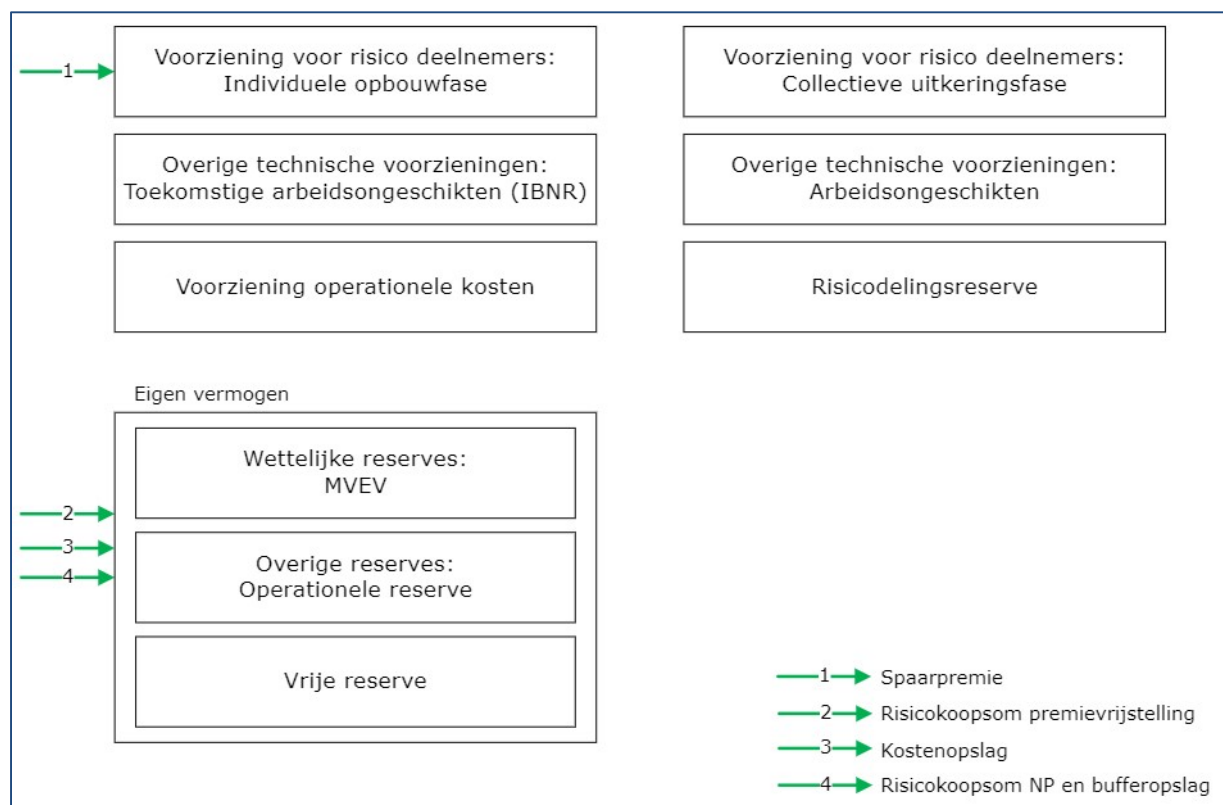 1
Voorziening voor risico deelnemers:
Individuele opbouwfase
Voorziening voor risico deelnemers:
Collectieve uitkeringsfase
Overige technische voorzieningen:
Toekomstige arbeidsongeschikten (IBNR)
Overige technische voorzieningen:
Arbeidsongeschikten
Voorziening operationele kosten
Risicodelingsreserve
Eigen vermogen
Wettelijke reserves:
MVEV
2
3
4
Overige reserves:
Operationele reserve
Vrije reserve
1 Spaarpremie
2 Risicokoopsom premievrijstelling
3 Kostenopslag
4 Risicokoopsom NP en bufferopslag